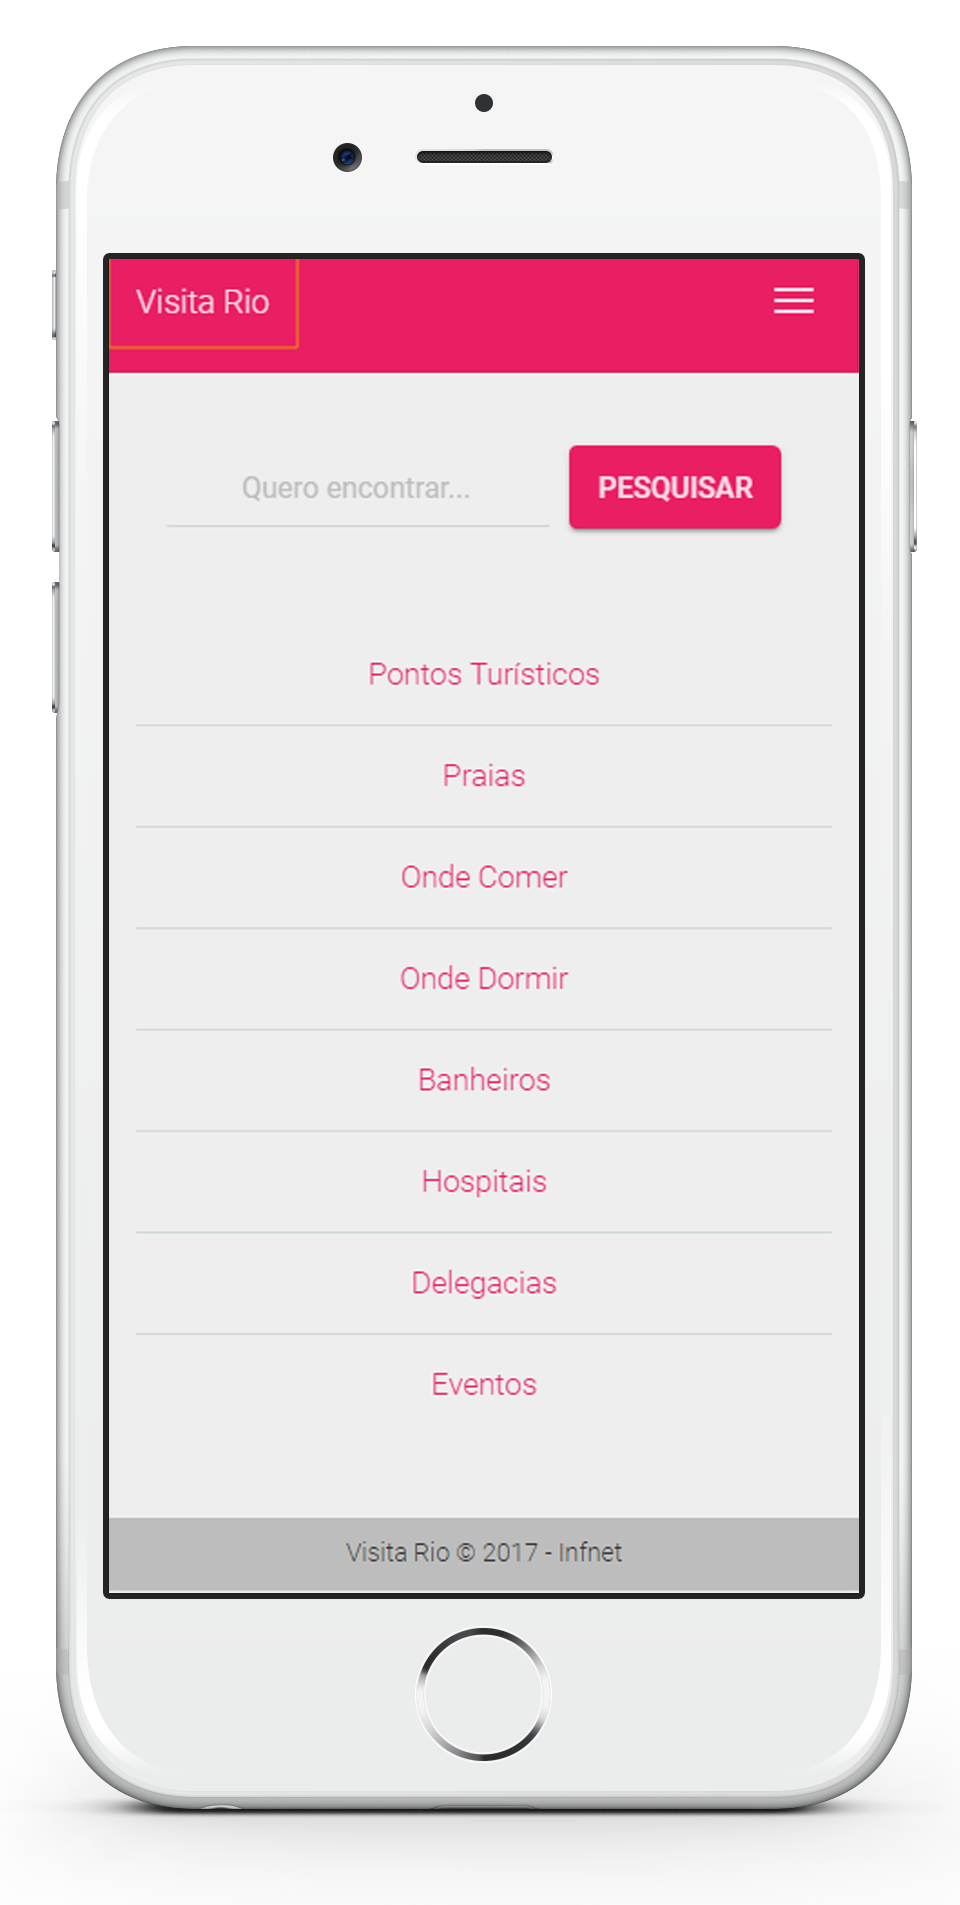 Visita Rio
Quero encontrar...
PESQUISAR
Pontos Turísticos
Praias
Onde Comer
Onde Dormir
Banheiros
Hospitais
Delegacias
Eventos
Visita Rio © 2017 - Infnet